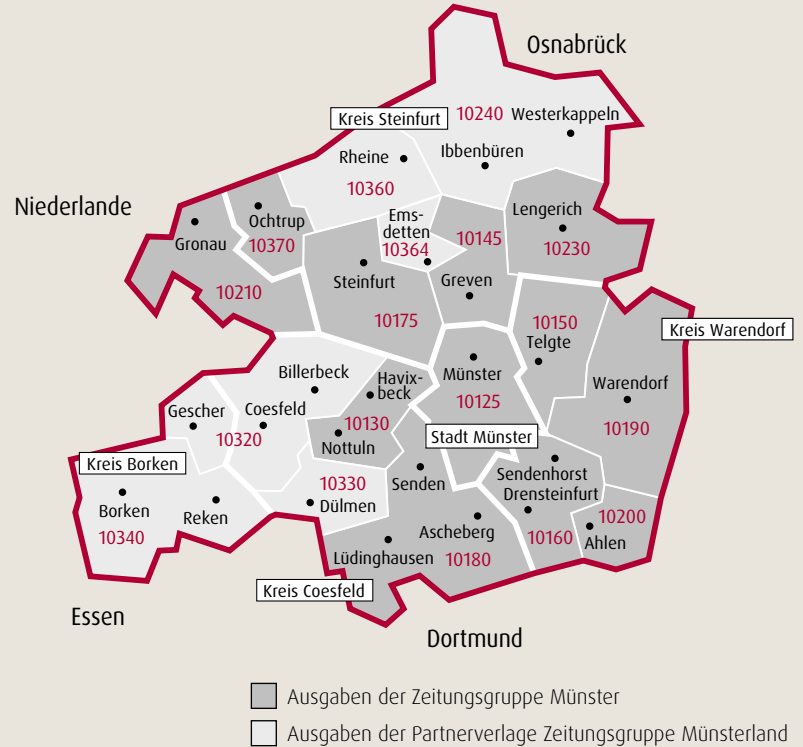 Osnabrück
10240
Westerkappeln
Kreis Steinfurt
Rheine
Ibbenbüren
10360
Niederlande
Ochtrup
Ems-
detten
Lengerich
Gronau
10370
10364
10145
10230
Steinfurt
Greven
10210
10175
10150
Kreis Warendorf
Telgte
Billerbeck
Havix-
beck
Münster
Warendorf
Gescher
Coesfeld
10130
10125
10190
10320
Nottuln
Stadt Münster
Kreis Borken
10330
Senden
Sendenhorst
Drensteinfurt
Borken
Reken
Dülmen
10340
Ascheberg
10200
Lüdinghausen
10180
10160
Ahlen
Kreis Coesfeld
Essen
Dortmund
Ausgaben der Zeitungsgruppe Münster
Ausgaben der Partnerverlage Zeitungsgruppe Münsterland